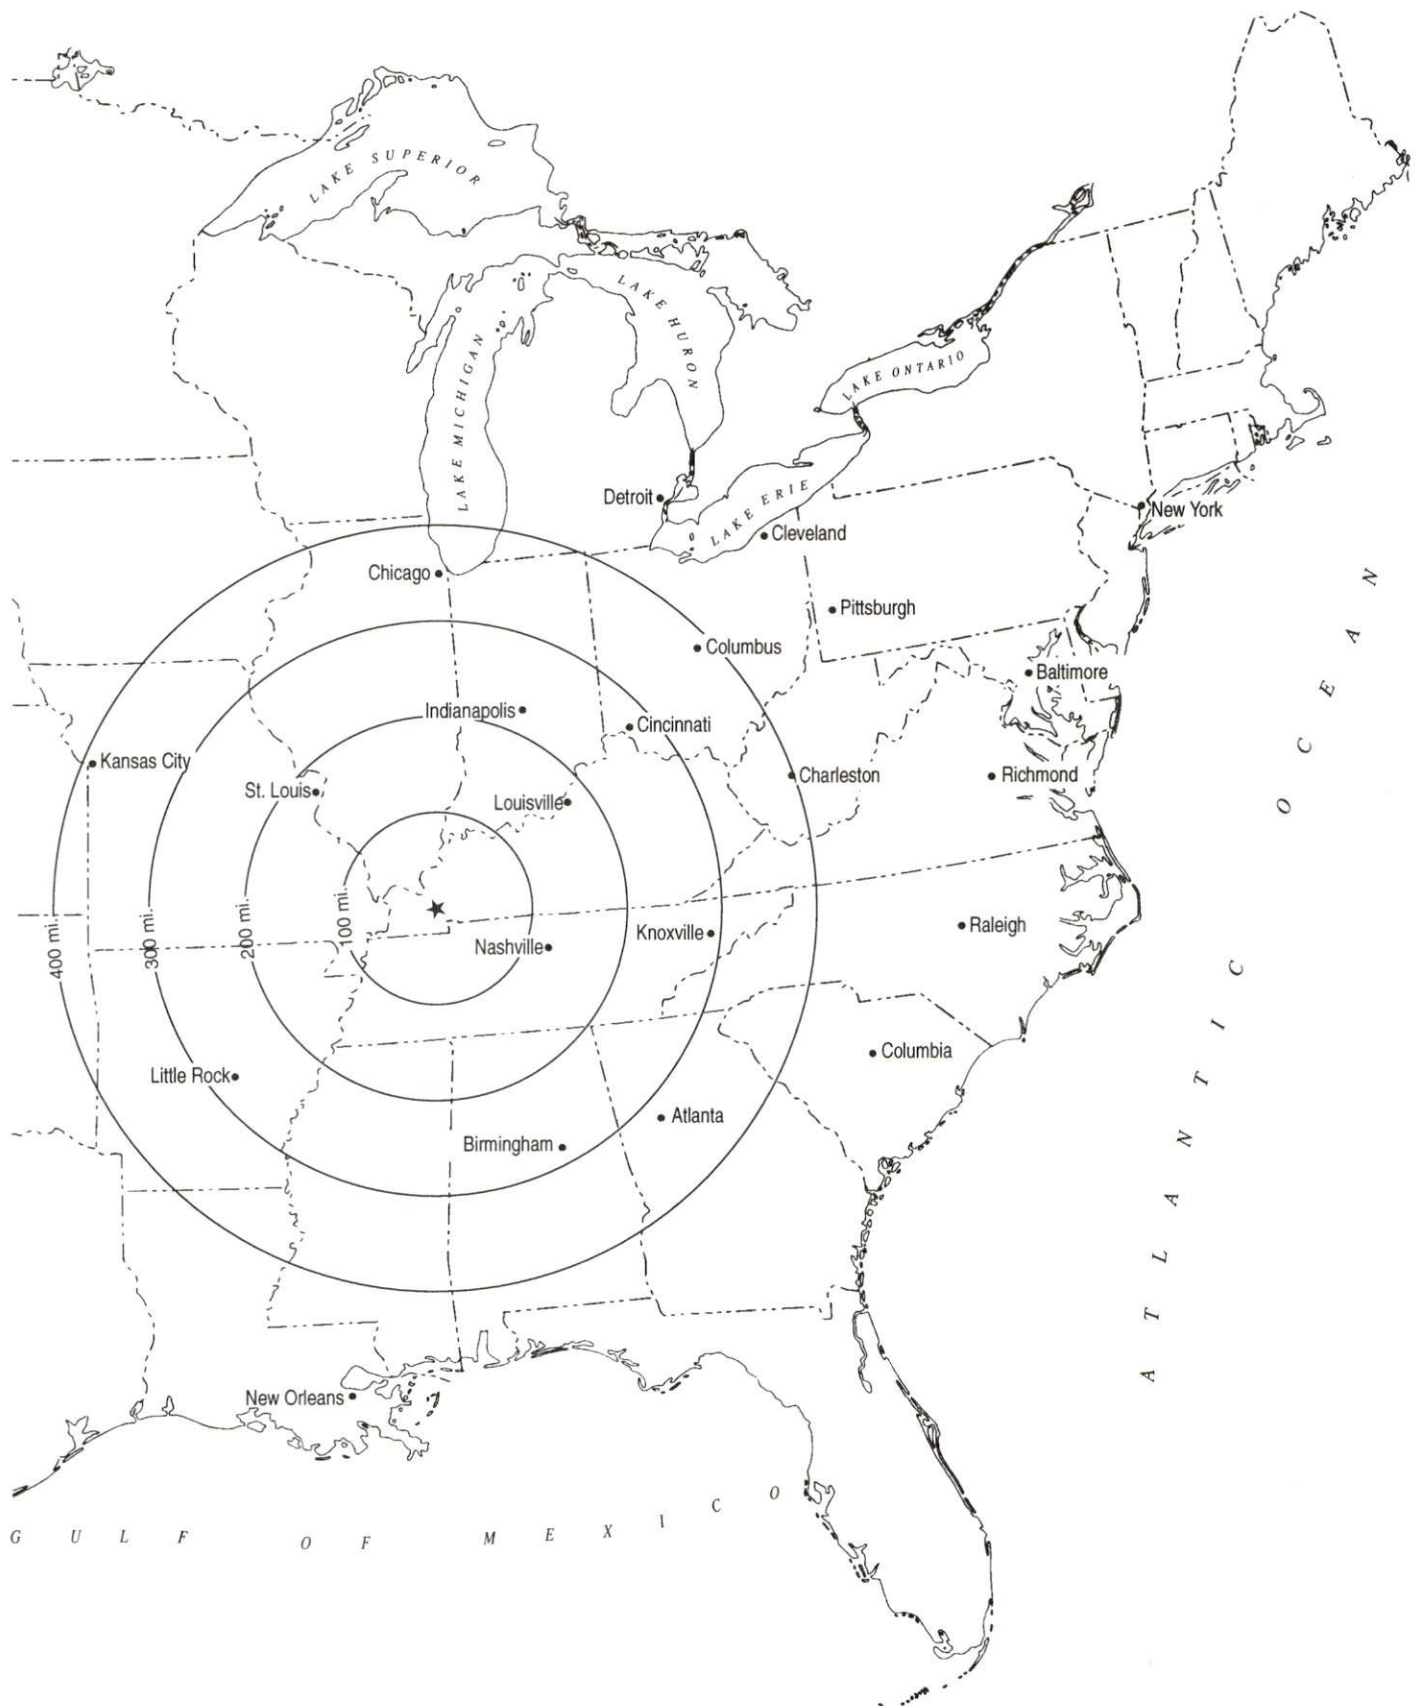 LAKE SUPERIOR
LAKE HURON
LAKE MICHIGAN
LAKE ONTARIO
LAKE ERIE
Detroit
New York
Cleveland
Chicago
Pittsburgh
Columbus
Baltimore
Indianapolis
Cincinnati
Kansas City
Charleston
Richmond
St. Louis
Louisville
400 mi.
300 mi.
200 mi.
100 mi.
Nashville
Knoxville
Raleigh
Columbia
Little Rock
Atlanta
Birmingham
New Orleans
ATLANTIC OCEAN
GULF OF MEXICO